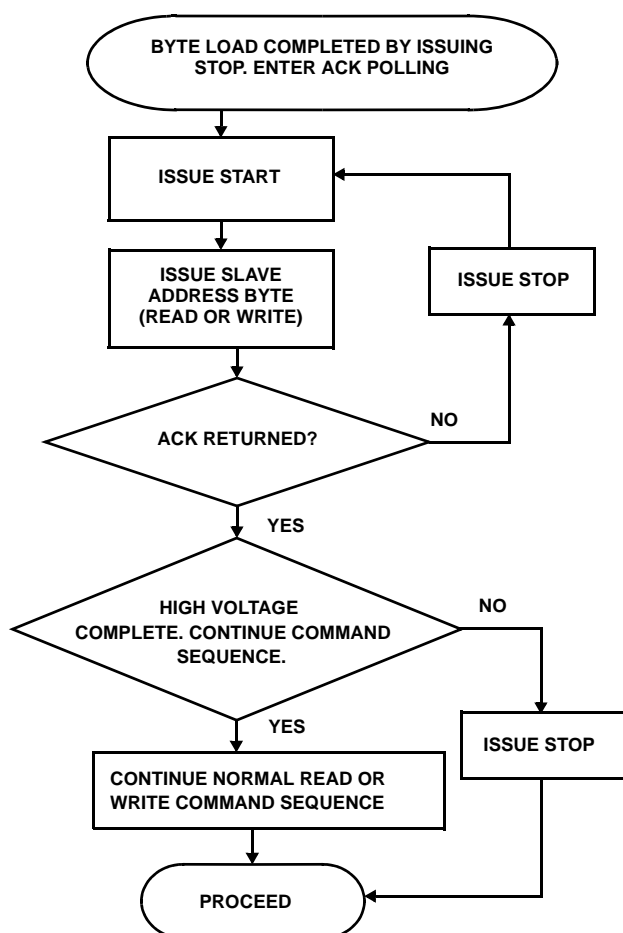 BYTE LOAD COMPLETED BY ISSUING
STOP. ENTER ACK POLLING
ISSUE START
ISSUE SLAVE
ADDRESS BYTE
(READ OR WRITE)
ISSUE STOP
ACK RETURNED?
NO
YES
HIGH VOLTAGE
COMPLETE. CONTINUE COMMAND
SEQUENCE.
NO
YES
ISSUE STOP
CONTINUE NORMAL READ OR
WRITE COMMAND SEQUENCE
PROCEED